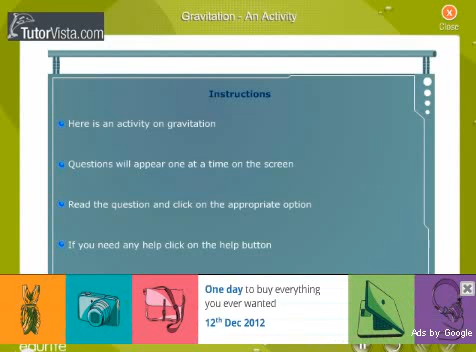 Gravitation - An Activity
TutorVista.com
Close
Instructions
Here is an activity on gravitation
Questions will appear one at a time on the screen
Read the question and click on the appropriate option
If you need any help click on the help button
One day to buy everything
you ever wanted
12th Dec 2012
Ads by Google
edurite